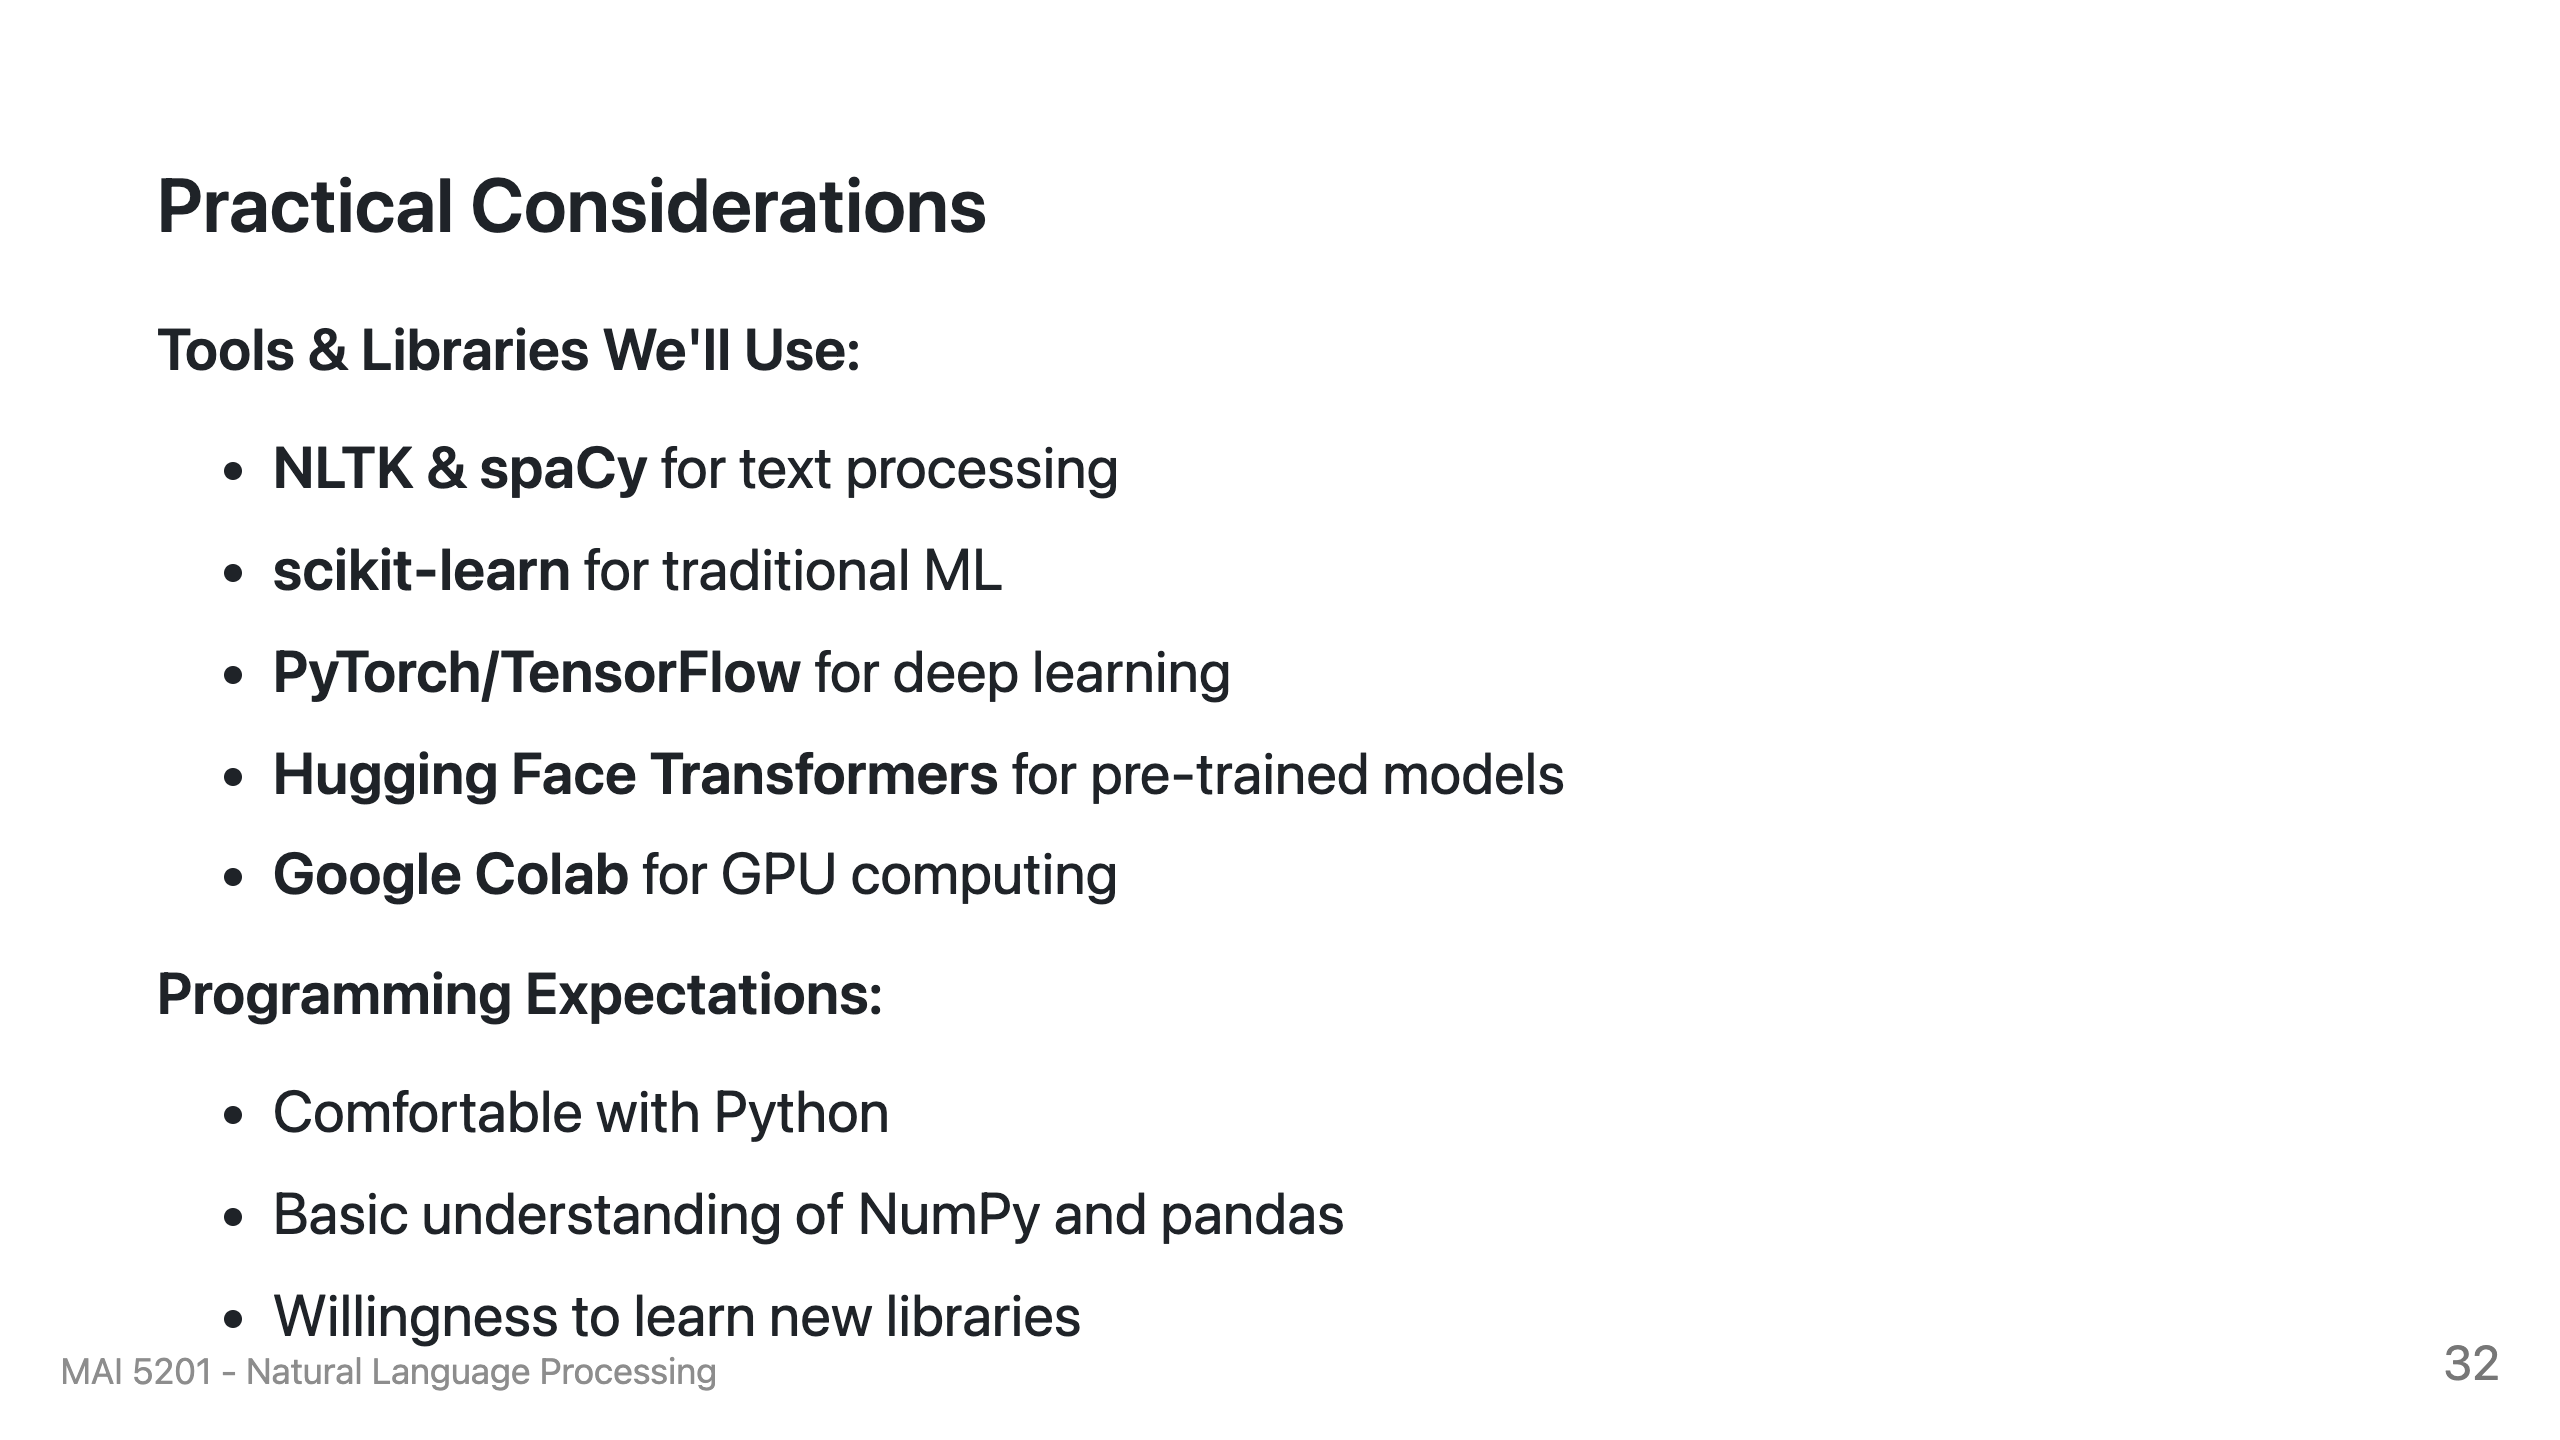 Practical Considerations
Tools & Libraries We'll Use:
• NLTK & spaCy for text processing
• scikit-learn for traditional ML
• PyTorch/TensorFlow for deep learning
• Hugging Face Transformers for pre-trained models
• Google Colab for GPU computing
Programming Expectations:
• Comfortable with Python
• Basic understanding of NumPy and pandas
• Willingness to learn new libraries
MAI 5201 - Natural Language Processing
32